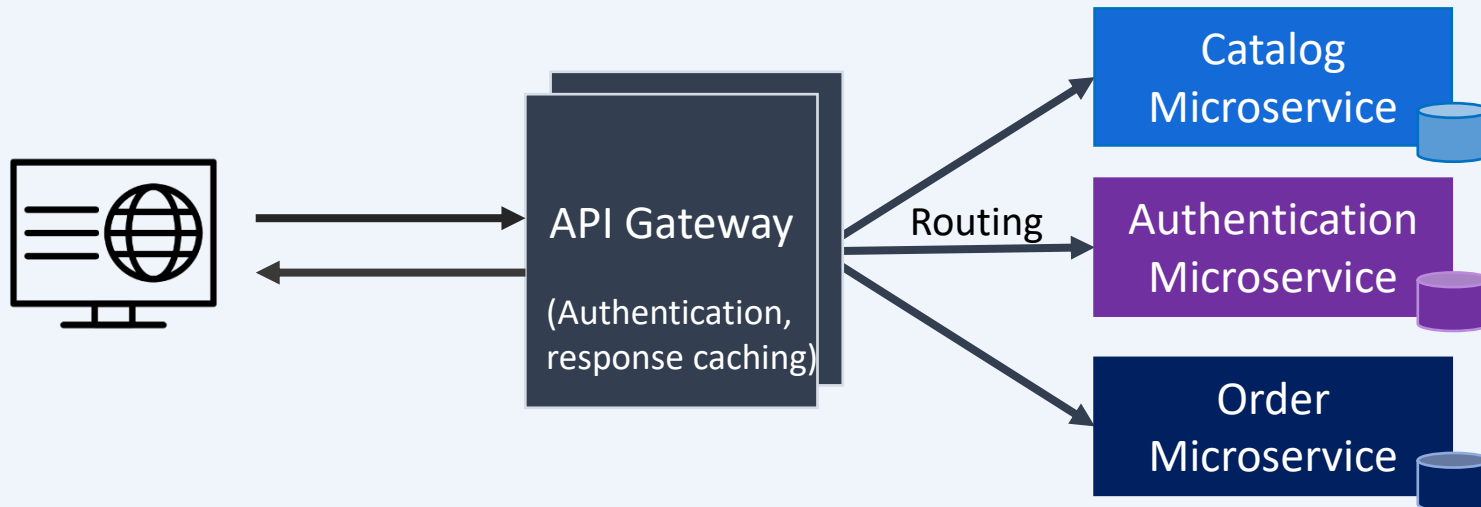 API Gateway
(Authentication,
response caching)
Routing
Catalog
Microservice
Authentication
Microservice
Order
Microservice